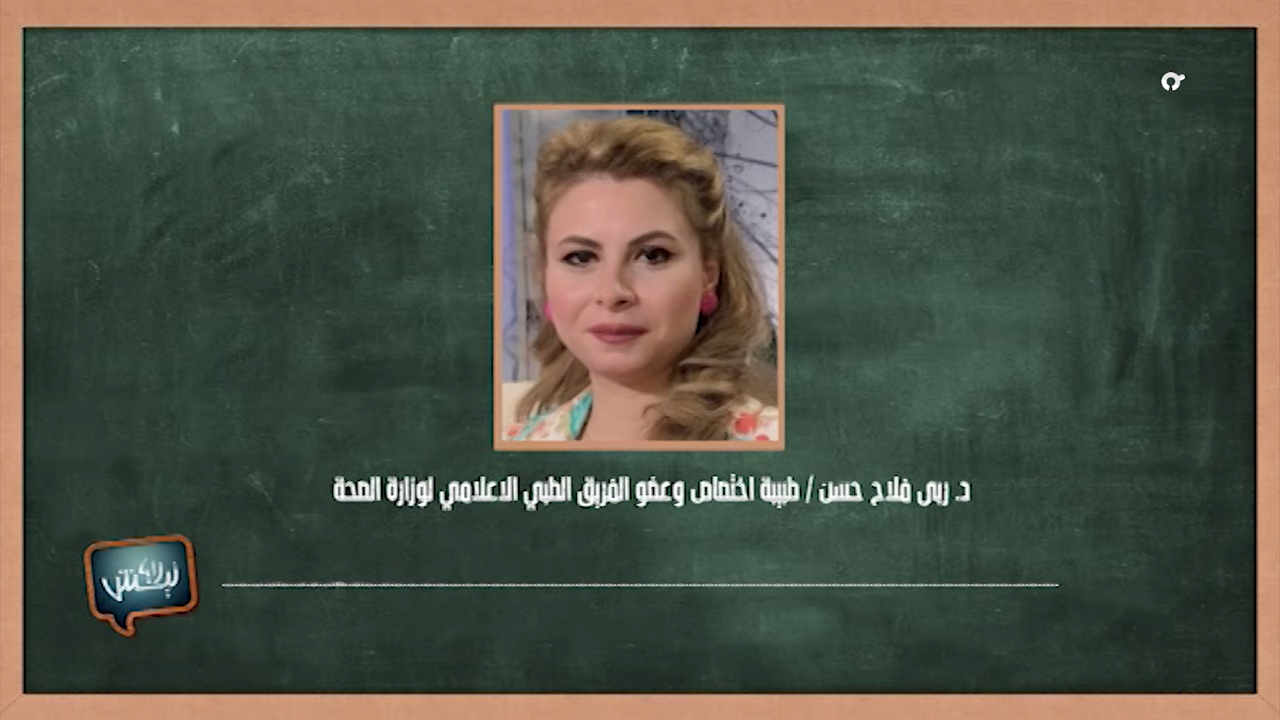 د. ربى فلاح حسن / طبيبة اختصاص وعضو الفريق الطبي الاعلامي لوزارة الصحة